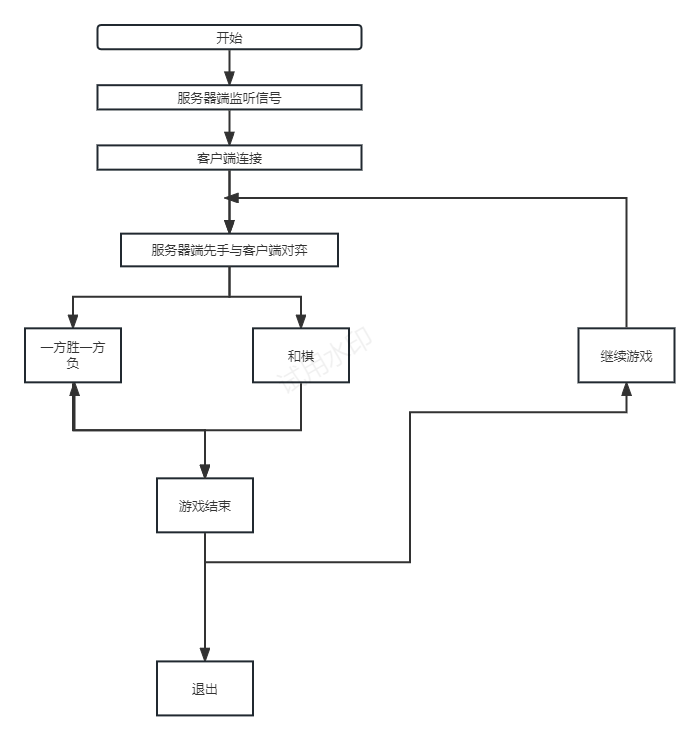 开始
服务器端监听信号
客户端连接
服务器端先手与客户端对弈
一方胜一方
负
和棋
继续游戏
试用水印
游戏结束
退出